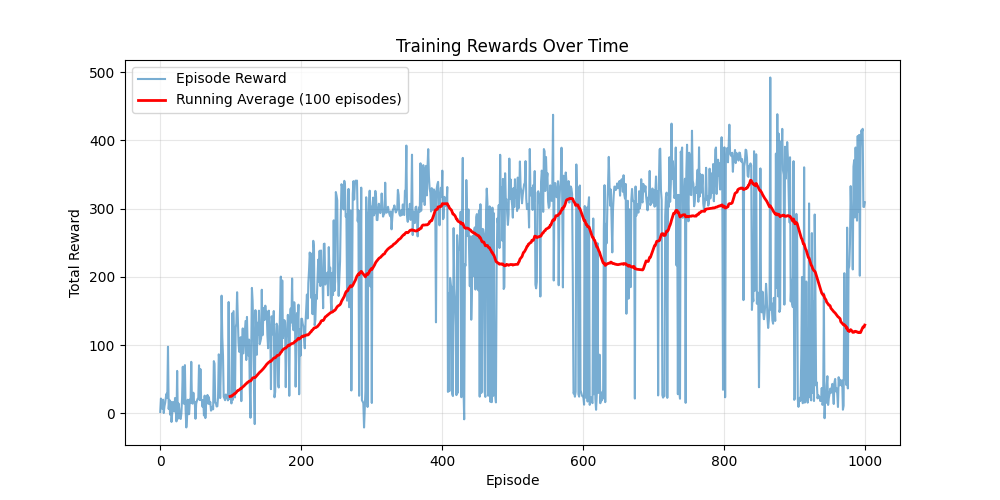 Training Rewards Over Time
Episode Reward
Running Average (100 episodes)
Total Reward
500
400
300
200
100
0
0 200 400 600 800 1000
Episode